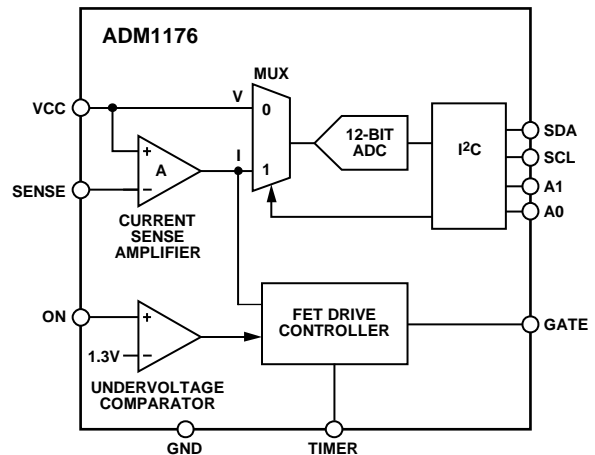 ADM1176
MUX
VCC
V
0
12-BIT
ADC
I²C
SDA
SCL
A1
A0
+
A
−
I
1
SENSE
CURRENT
SENSE
AMPLIFIER
ON
+
1.3V
−
FET DRIVE
CONTROLLER
GATE
UNDERVOLTAGE
COMPARATOR
GND
TIMER